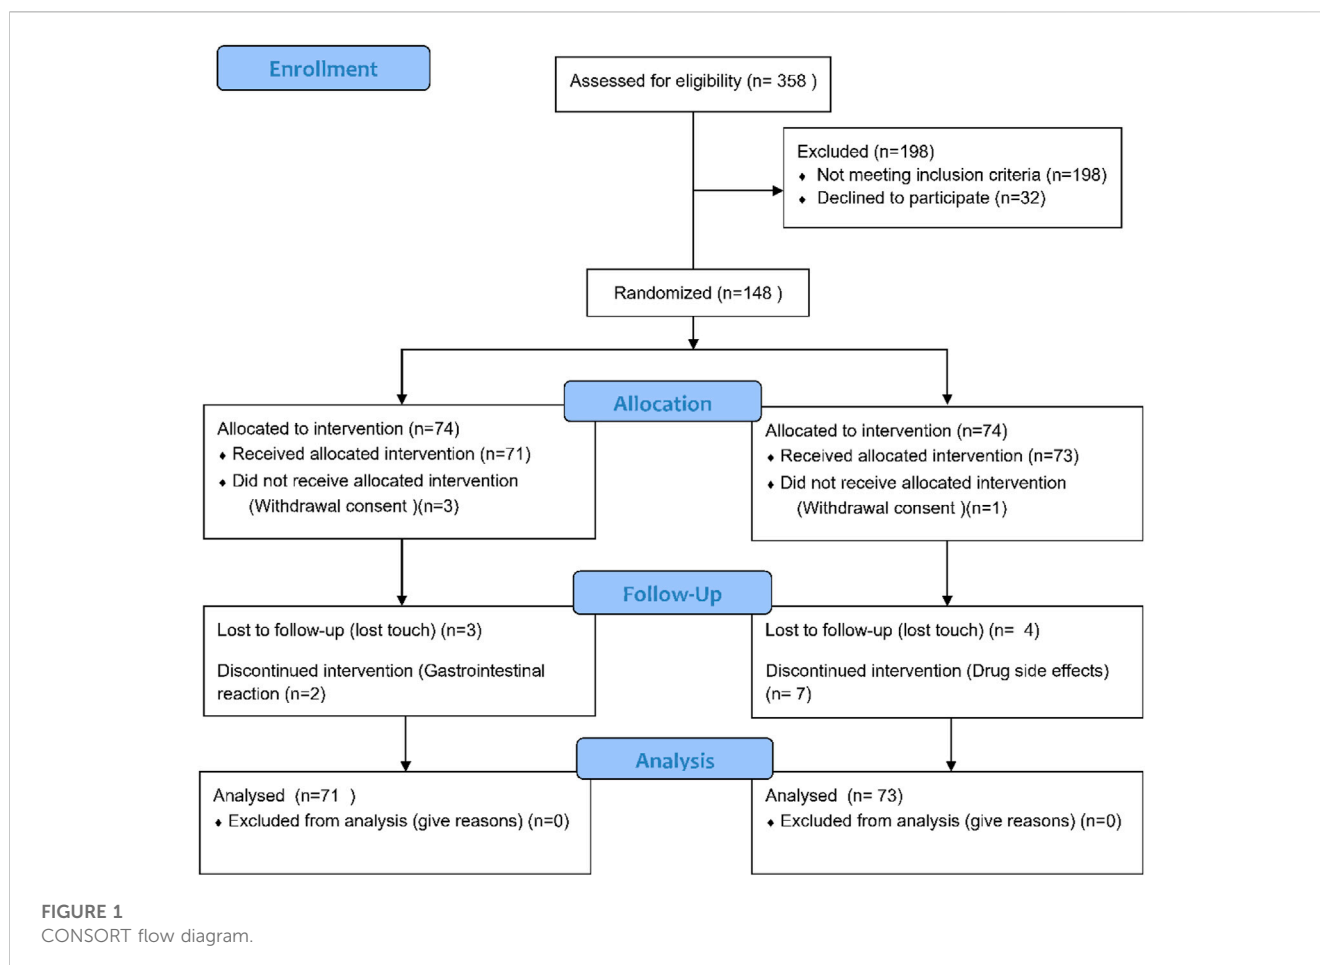 Enrollment
Assessed for eligibility (n= 358 )
Excluded (n=198)
♦ Not meeting inclusion criteria (n=198)
♦ Declined to participate (n=32)
Randomized (n=148 )
Allocation
Allocated to intervention (n=74)
♦ Received allocated intervention (n=71)
♦ Did not receive allocated intervention
(Withdrawal consent )(n=3)
Allocated to intervention (n=74)
♦ Received allocated intervention (n=73)
♦ Did not receive allocated intervention
(Withdrawal consent )(n=1)
Follow-Up
Lost to follow-up (lost touch) (n=3)
Discontinued intervention (Gastrointestinal
reaction (n=2)
Lost to follow-up (lost touch) (n= 4)
Discontinued intervention (Drug side effects)
(n= 7)
Analysis
Analysed (n=71 )
♦ Excluded from analysis (give reasons) (n=0)
Analysed (n= 73)
♦ Excluded from analysis (give reasons) (n=0)
FIGURE 1
CONSORT flow diagram.